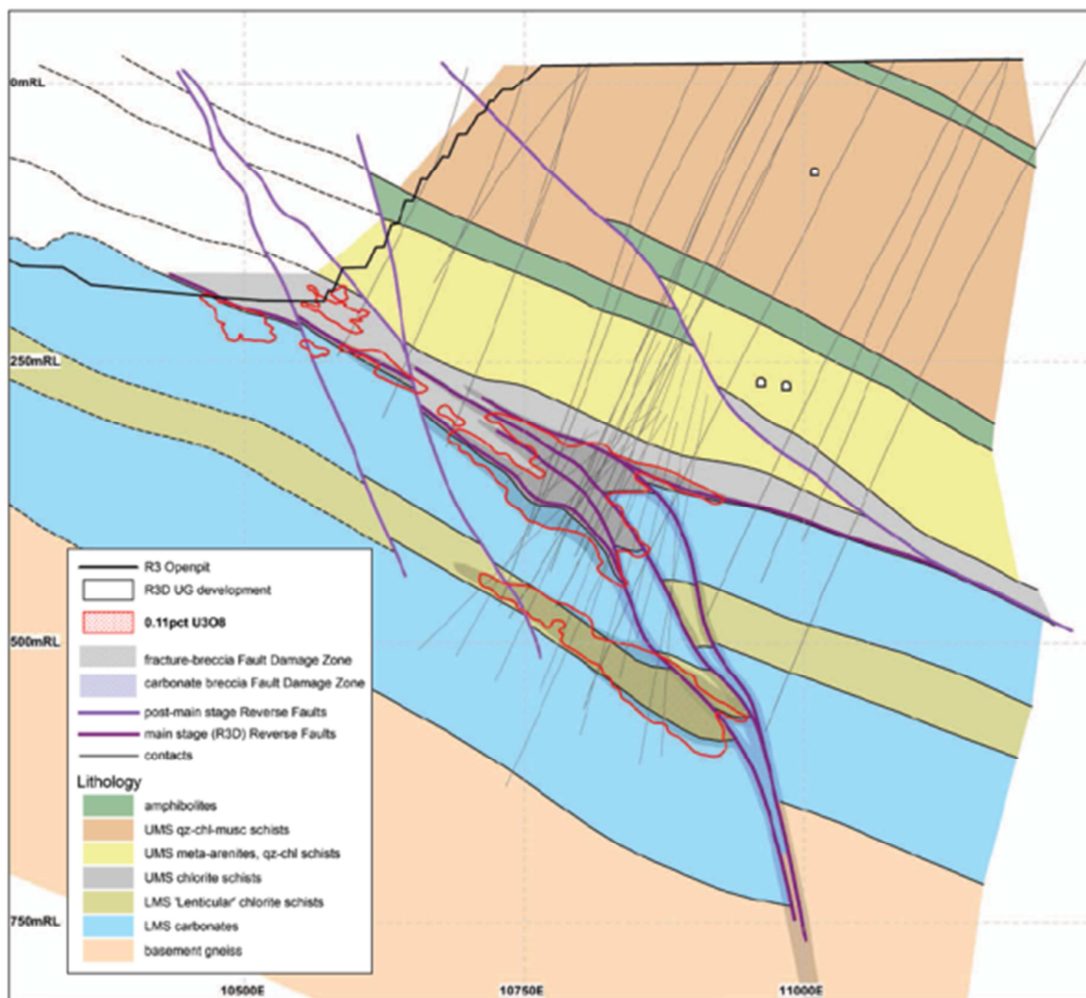 0mRL
250mRL
500mRL
750mRL
R3 Openpit
R3D UG development
0.11pct U3O8
fracture-breccia Fault Damage Zone
carbonate breccia Fault Damage Zone
post-main stage Reverse Faults
main stage (R3D) Reverse Faults
contacts
Lithology
amphibolites
UMS qz-chl-musc schists
UMS meta-arenites, qz-chl schists
UMS chlorite schists
LMS 'Lenticular' chlorite schists
LMS carbonates
basement gneiss
10500E 10750E 11000E